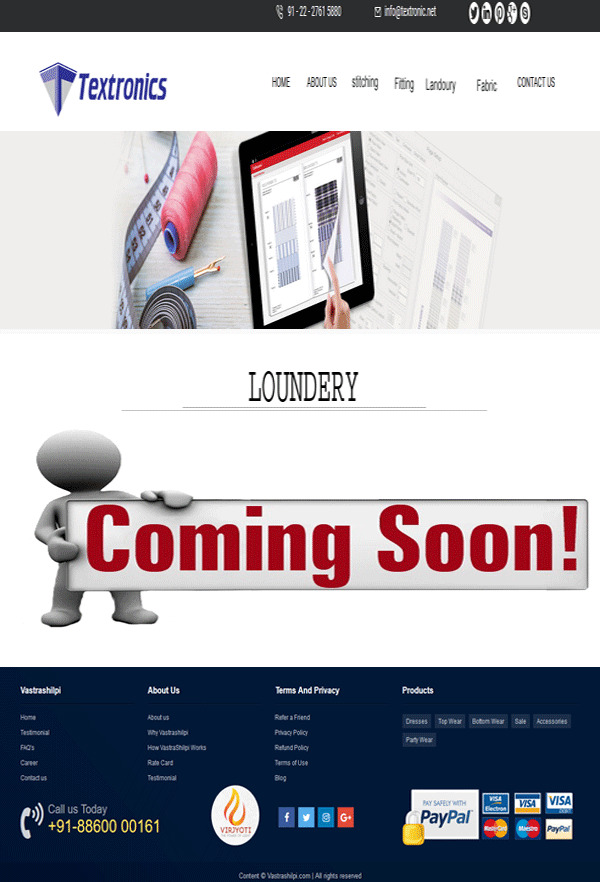 91 - 22 - 2761 5880 info@textronic.net
Textronics
HOME ABOUT US stitching Fitting Landoury Fabric CONTACT US
LOUNDERY
Coming Soon!
Vastrashilpi About Us Terms And Privacy Products
Home About us Refer a Friend Dresses Top Wear Bottom Wear Sale Accessories
Testimonial Why Vastrashilpi Privacy Policy Party Wear
FAQ's How VastraShilpi Works Refund Policy
Career Rate Card Terms of Use
Contact us Testimonial Blog
Call us Today
+91-88600 00161
VIRJYOTI
PAY SAFELY WITH
PayPal
VISA Electron VISA VISA
MasterCard Maestro PayPal
Content © Vastrashilpi.com | All rights reserved